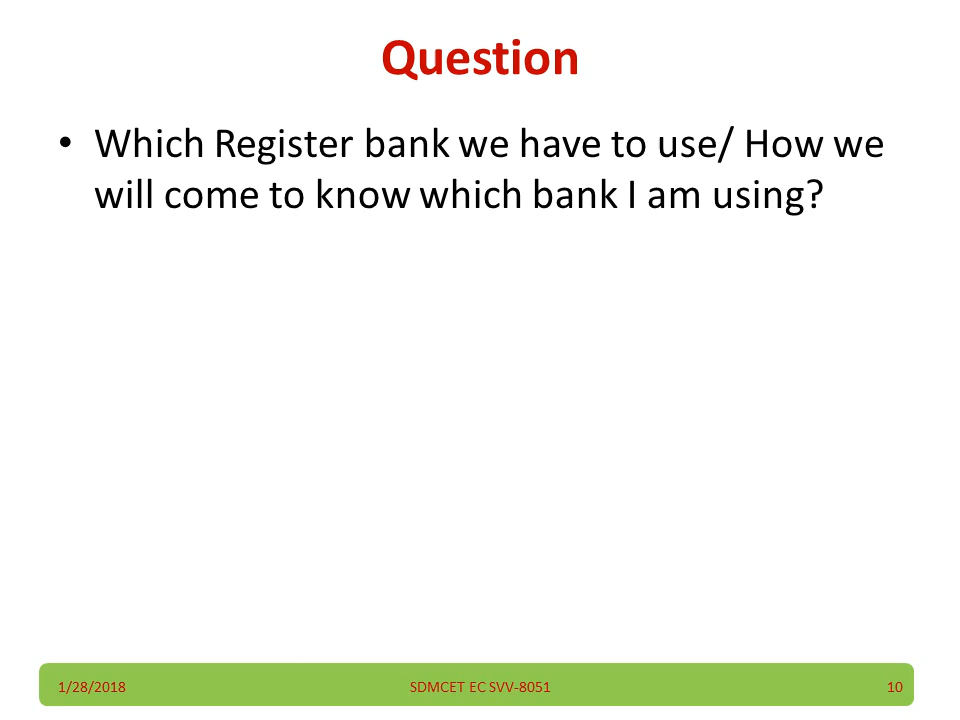 Question
• Which Register bank we have to use/ How we
will come to know which bank I am using?
1/28/2018 SDMCET EC SVV-8051 10